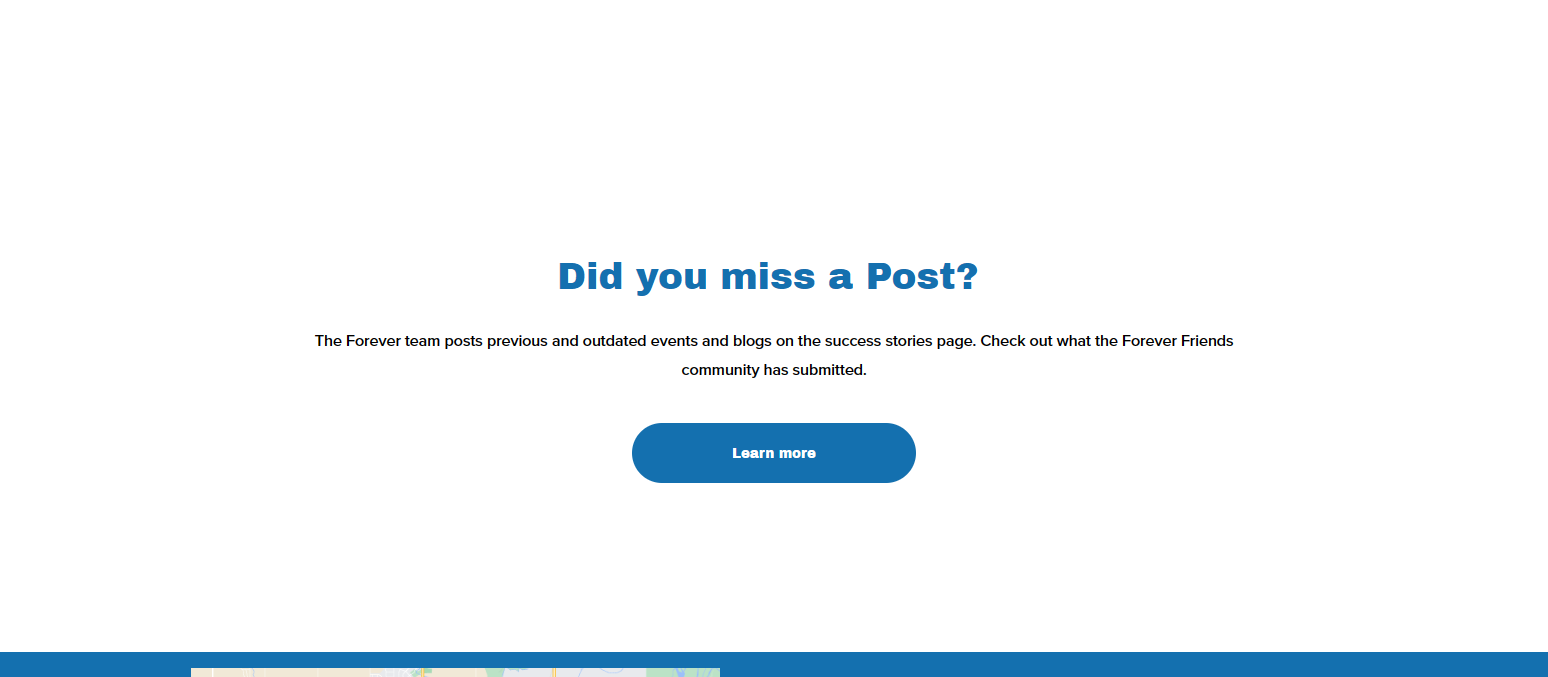 Did you miss a Post?
The Forever team posts previous and outdated events and blogs on the success stories page. Check out what the Forever Friends
community has submitted.
Learn more